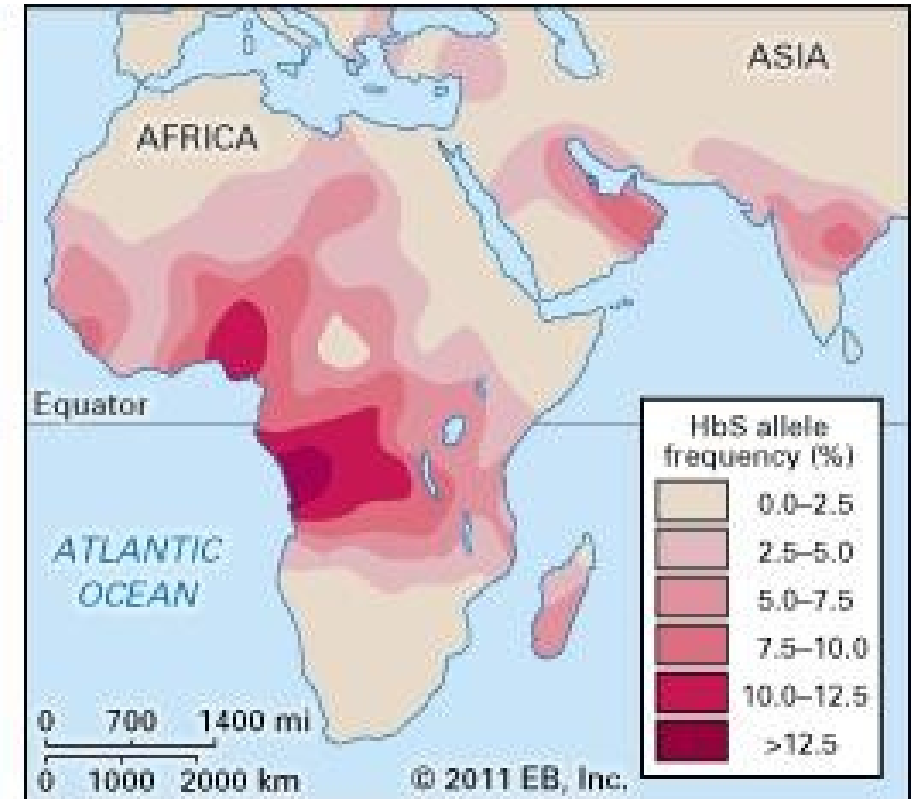 ASIA
AFRICA
Equator
HbS allele
frequency (%)
0.0–2.5
2.5–5.0
5.0–7.5
7.5–10.0
10.0–12.5
>12.5
ATLANTIC
OCEAN
0 700 1400 mi
0 1000 2000 km
© 2011 EB, Inc.